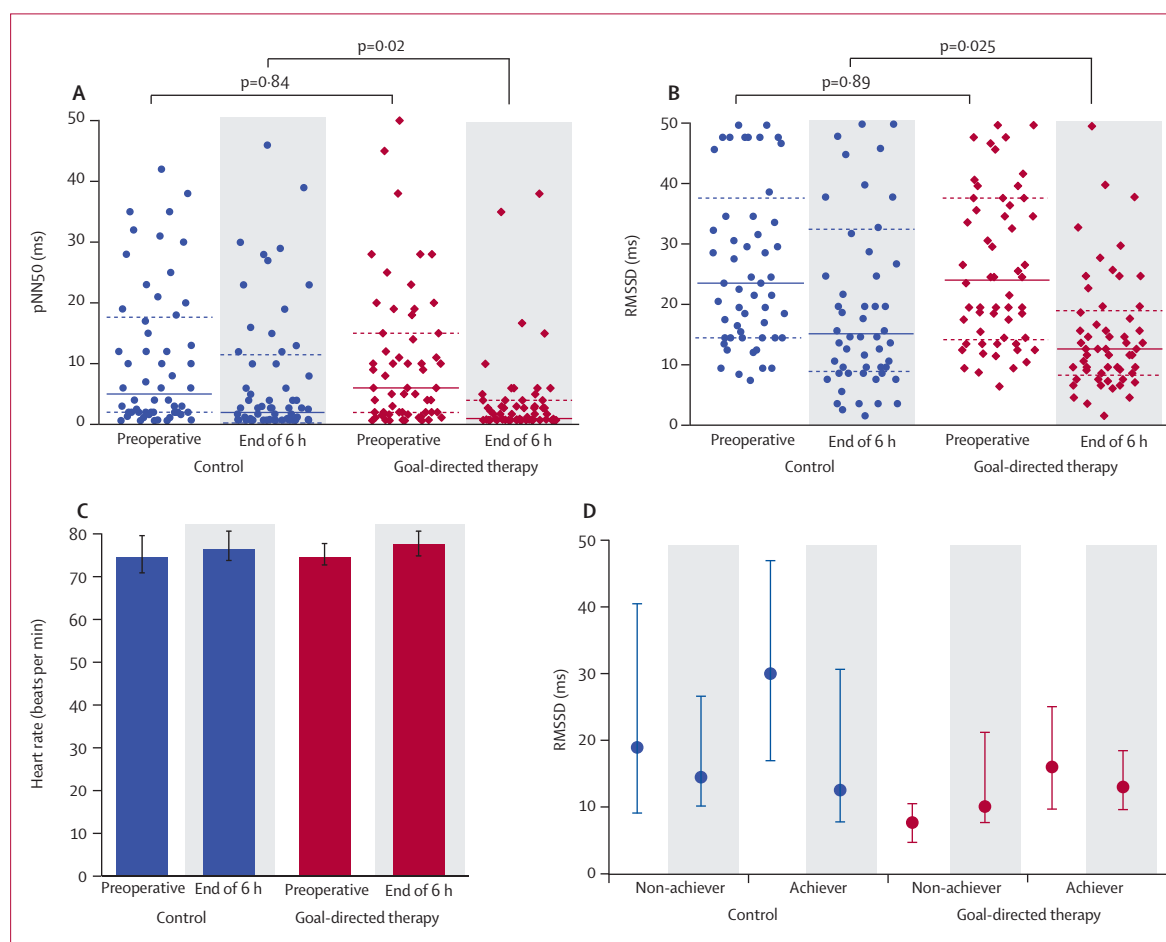 p=0·02
p=0·84
A
pNN50 (ms)
50
40
30
20
10
0
Preoperative End of 6 h Preoperative End of 6 h
Control Goal-directed therapy
p=0·025
p=0·89
B
RMSSD (ms)
50
40
30
20
10
0
Preoperative End of 6 h Preoperative End of 6 h
Control Goal-directed therapy
C
Heart rate (beats per min)
80
70
60
50
40
30
20
10
0
Preoperative End of 6 h Preoperative End of 6 h
Control Goal-directed therapy
D
RMSSD (ms)
50
40
30
20
10
0
Non-achiever Achiever Non-achiever Achiever
Control Goal-directed therapy